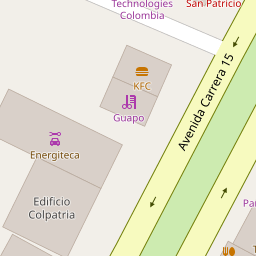 Technologies
Colombia
San Patricio
KFC
Guapo
Avenida Carrera 15
Energiteca
Edificio
Colpatria